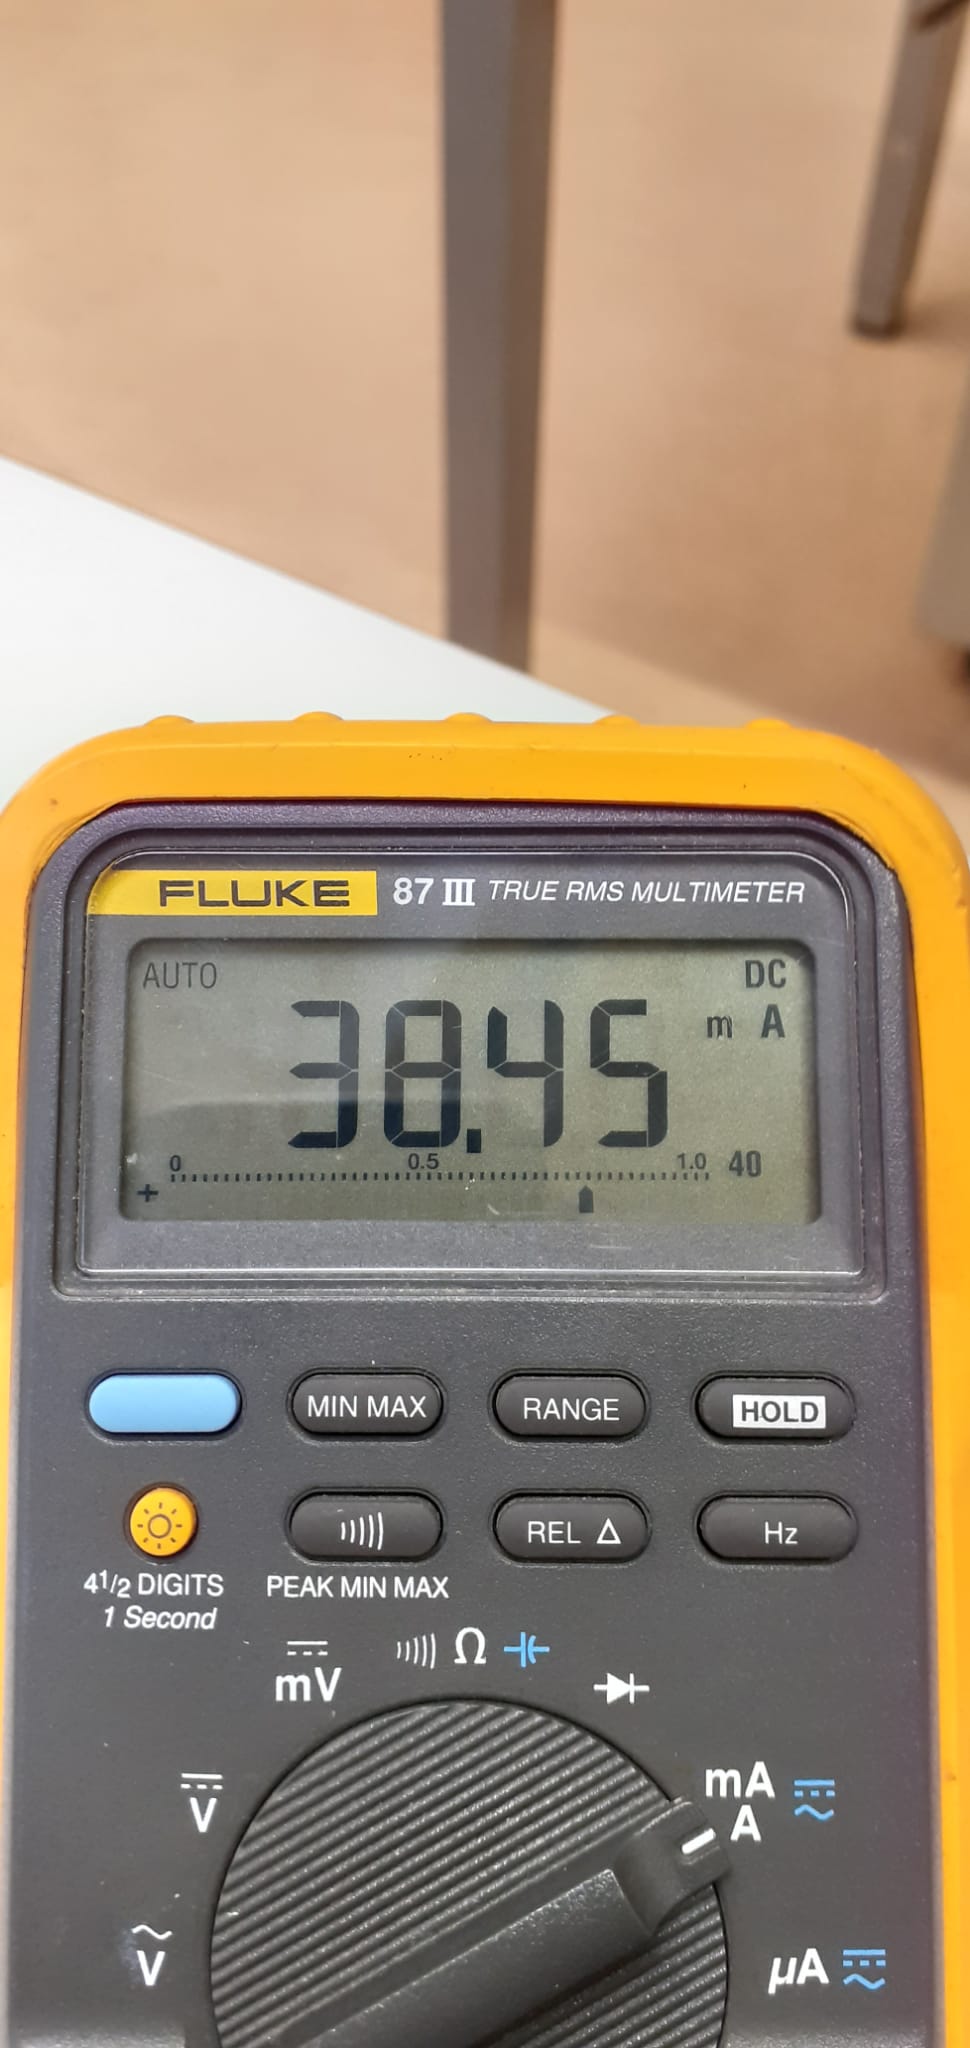 FLUKE 87 III TRUE RMS MULTIMETER
AUTO DC
38.45 m A
0 0.5 1.0 40
+
MIN MAX RANGE HOLD
REL Δ Hz
4 1/2 DIGITS PEAK MIN MAX
1 Second
mV Ω
mA
A
V
V
μA